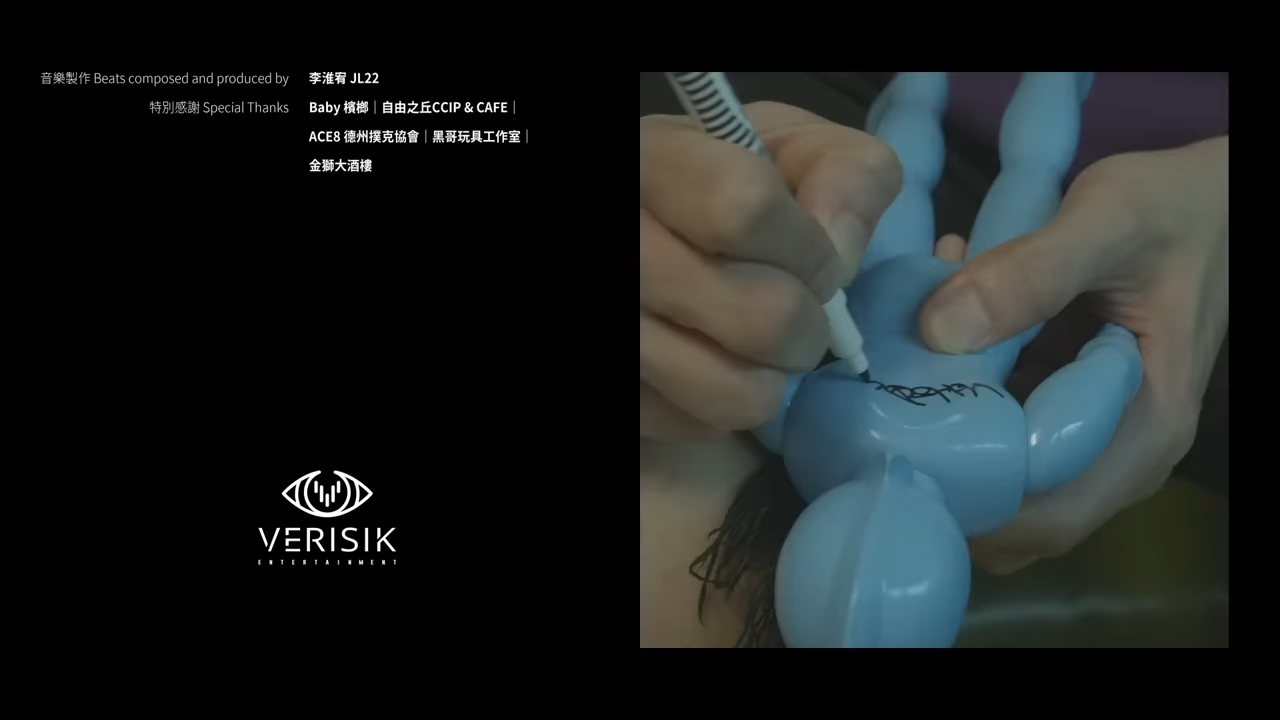 音樂製作 Beats composed and produced by 李淮宥 JL22
特別感謝 Special Thanks Baby 檳榔｜自由之丘CCIP & CAFE｜
ACE8 德州撲克協會｜黑哥玩具工作室｜
金獅大酒樓
VERISIK
ENTERTAINMENT